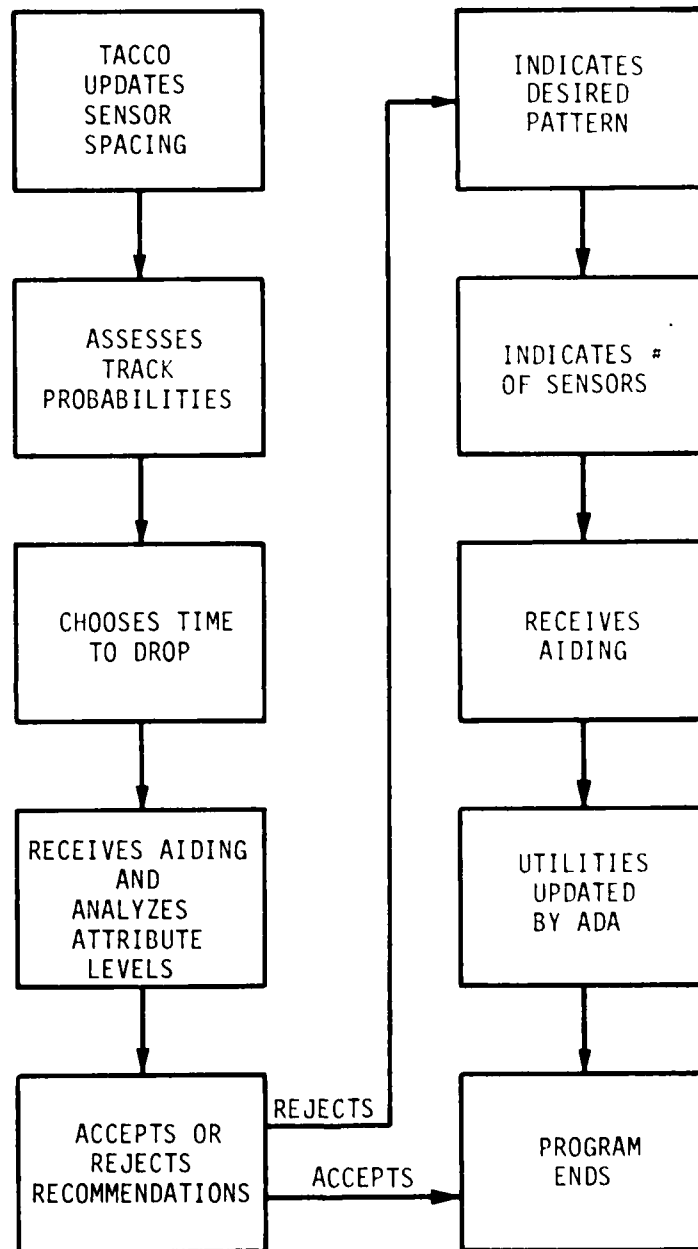 TACCO
UPDATES
SENSOR
SPACING
ASSESSES
TRACK
PROBABILITIES
CHOOSES TIME
TO DROP
RECEIVES AIDING
AND
ANALYZES
ATTRIBUTE
LEVELS
ACCEPTS OR
REJECTS
RECOMMENDATIONS
REJECTS
ACCEPTS
INDICATES
DESIRED
PATTERN
INDICATES #
OF SENSORS
RECEIVES
AIDING
UTILITIES
UPDATED
BY ADA
PROGRAM
ENDS